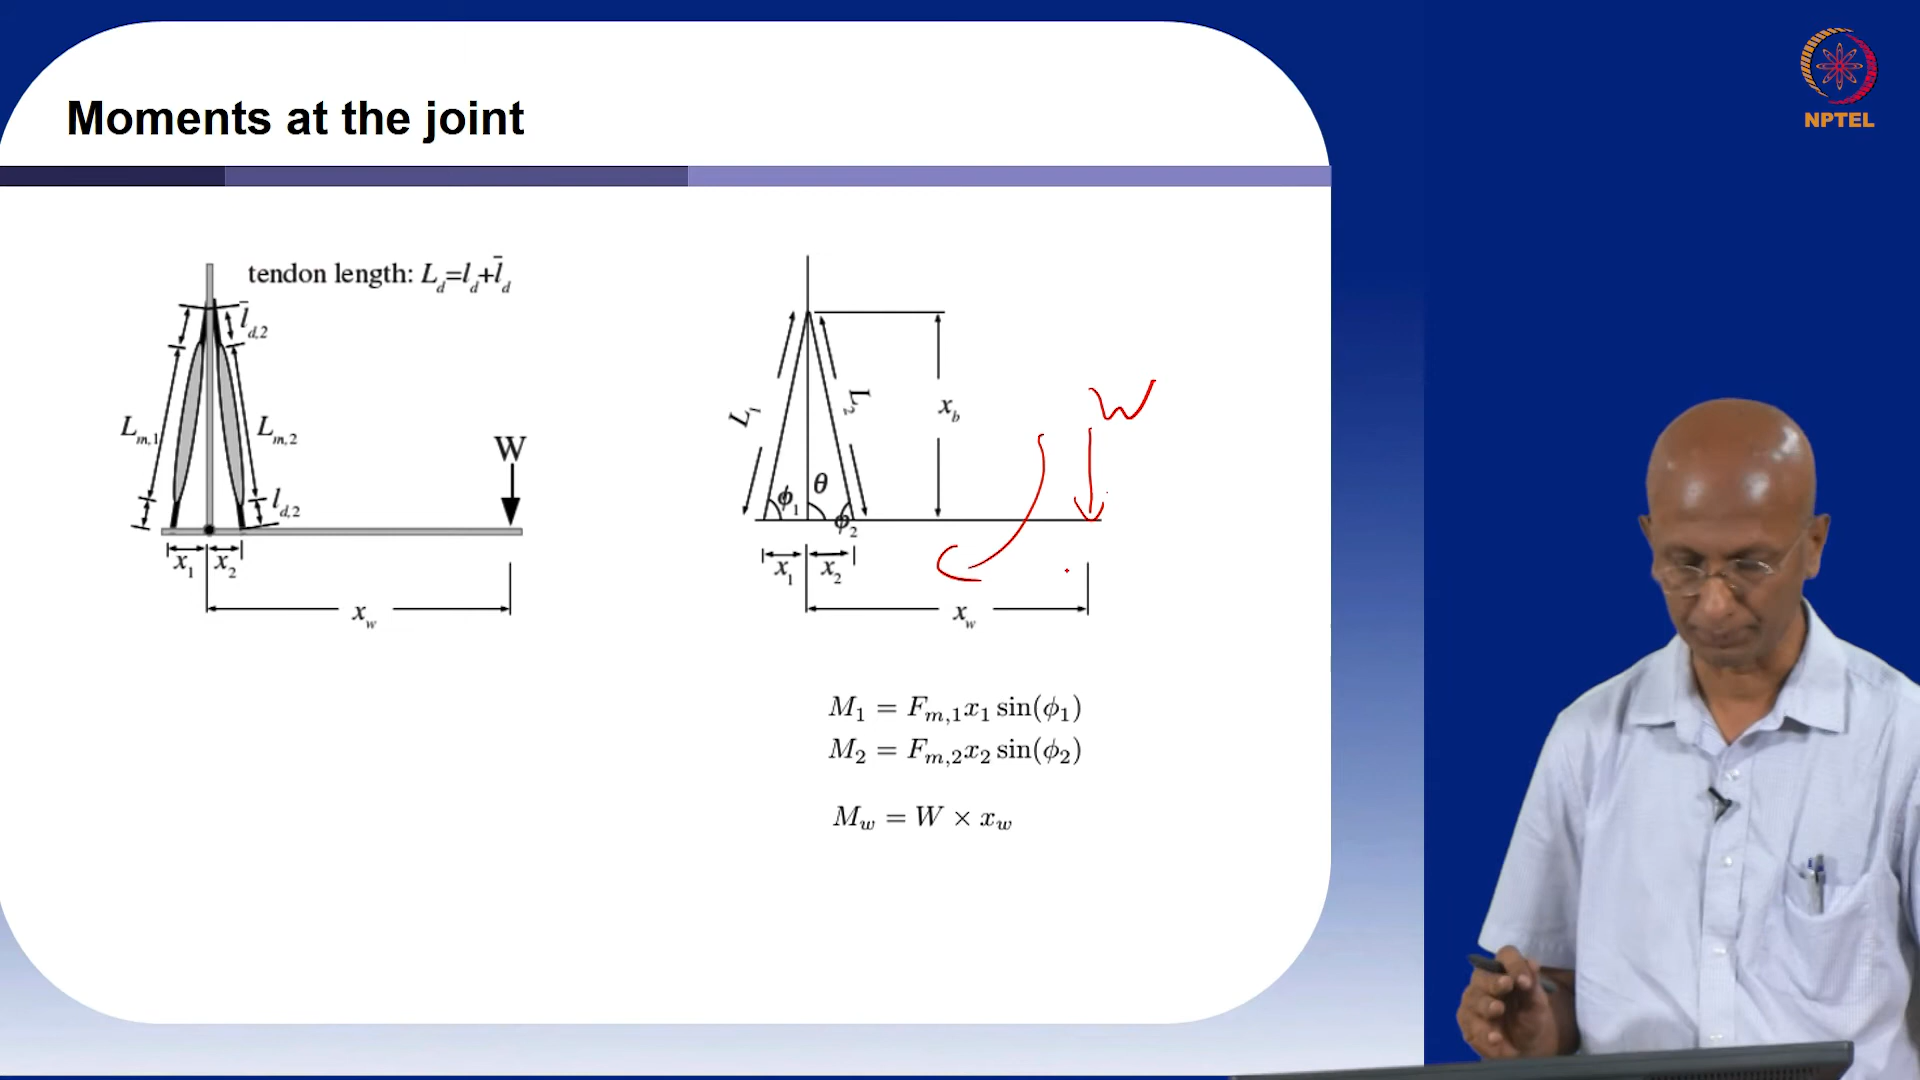 NPTEL
Moments at the joint
tendon length: L_d=l_d+l̄_d
l̄_d,2
L_m,1
L_m,2
l_d,2
W
x_1 x_2
x_w
L_1
L_2
x_b
W
ϕ_1
θ
ϕ_2
x_1 x_2
x_w
M_1 = F_{m,1}x_1 sin(ϕ_1)
M_2 = F_{m,2}x_2 sin(ϕ_2)
M_w = W × x_w